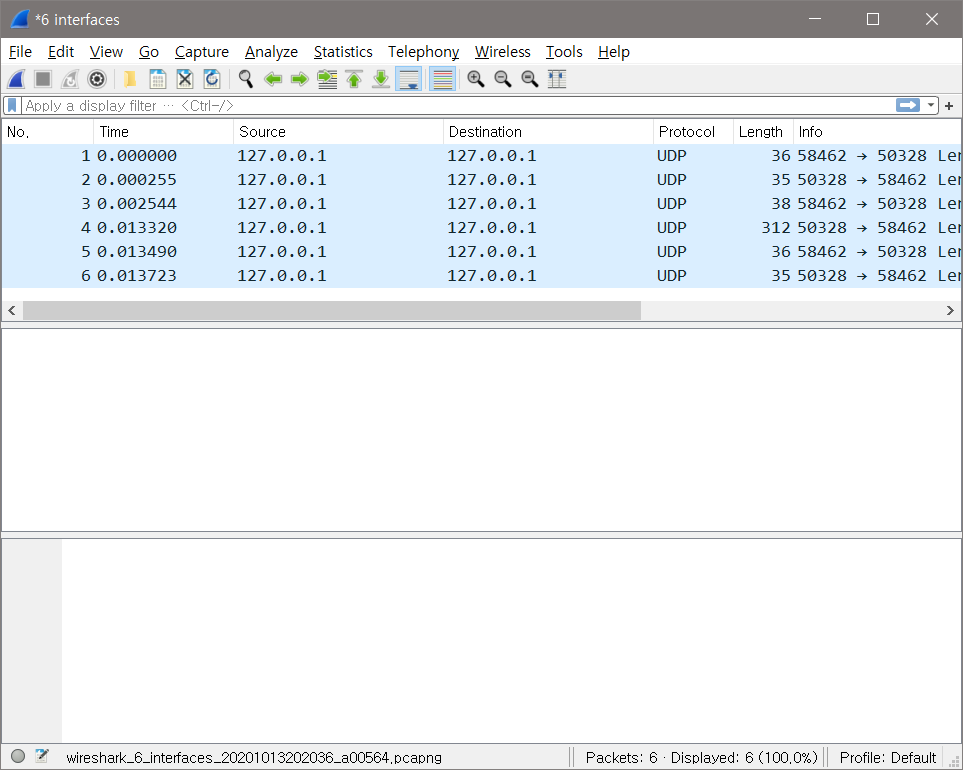 *6 interfaces
File Edit View Go Capture Analyze Statistics Telephony Wireless Tools Help
Apply a display filter ··· <Ctrl-/>
No. Time Source Destination Protocol Length Info
1 0.000000 127.0.0.1 127.0.0.1 UDP 36 58462 → 50328 Ler
2 0.000255 127.0.0.1 127.0.0.1 UDP 35 50328 → 58462 Ler
3 0.002544 127.0.0.1 127.0.0.1 UDP 38 58462 → 50328 Ler
4 0.013320 127.0.0.1 127.0.0.1 UDP 312 50328 → 58462 Ler
5 0.013490 127.0.0.1 127.0.0.1 UDP 36 58462 → 50328 Ler
6 0.013723 127.0.0.1 127.0.0.1 UDP 35 50328 → 58462 Ler
wireshark_6_interfaces_20201013202036_a00564.pcapng Packets: 6 · Displayed: 6 (100.0%) Profile: Default